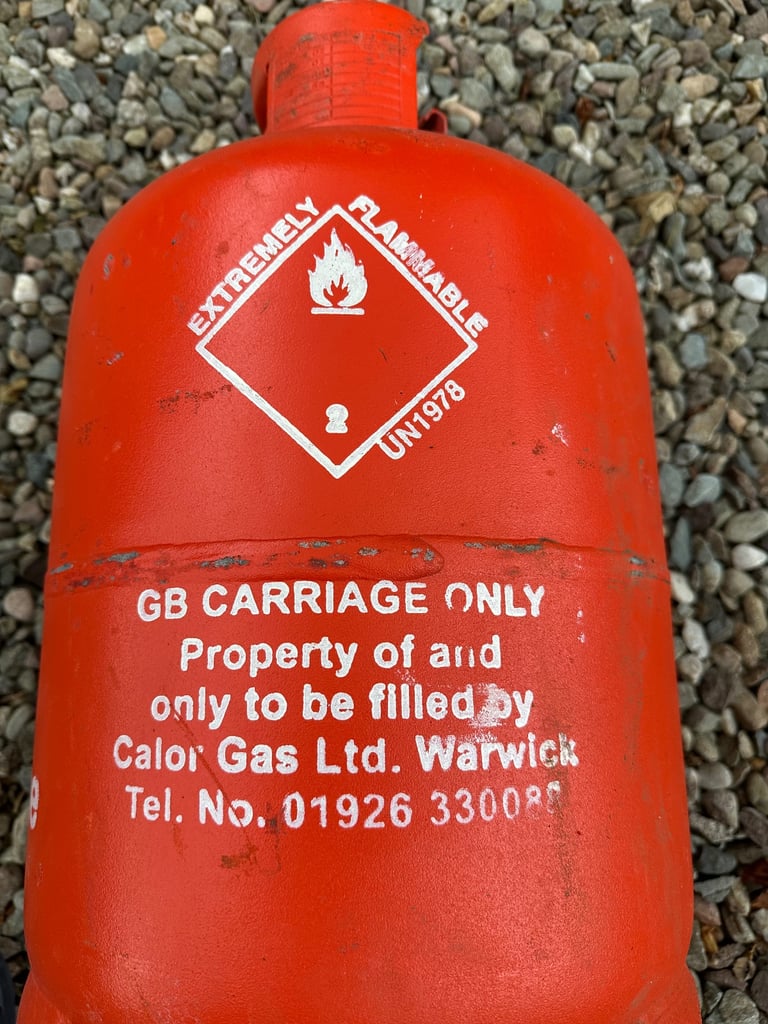 EXTREMELY FLAMMABLE
2
UN1978
GB CARRIAGE ONLY
Property of and
only to be filled by
Calor Gas Ltd. Warwick
Tel. No. 01926